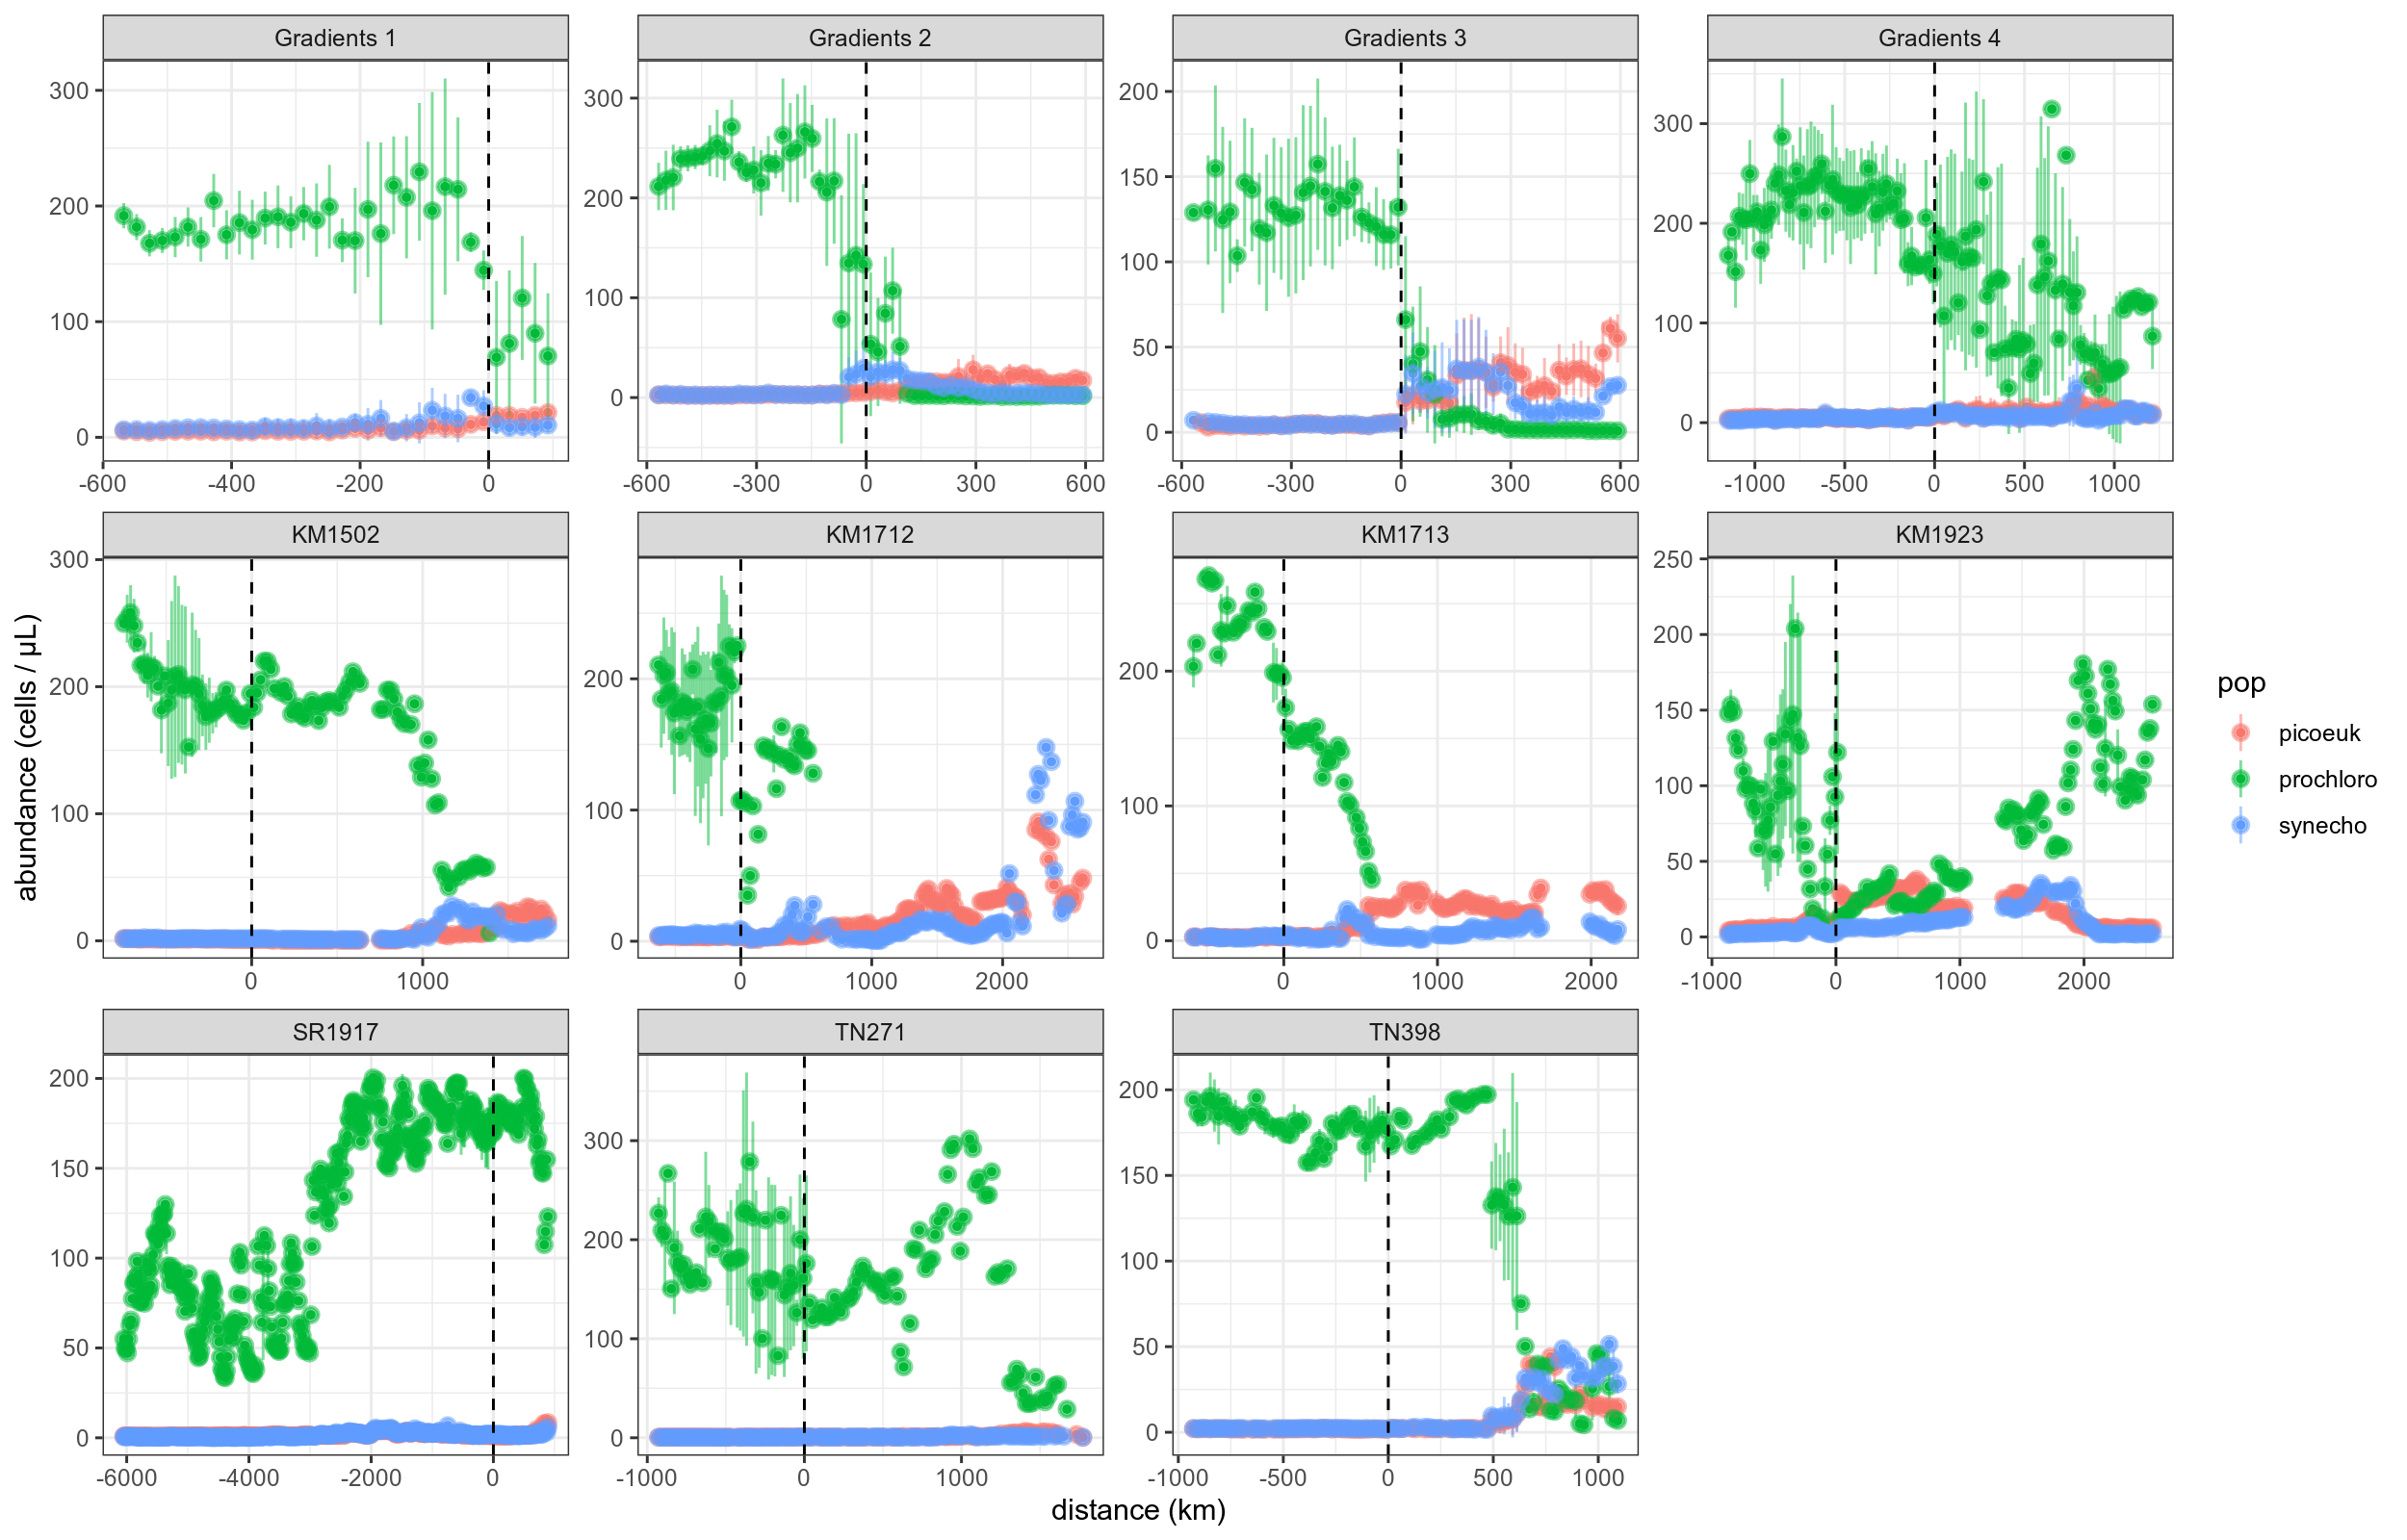 Gradients 1
Gradients 2
Gradients 3
Gradients 4
300
200
100
0
-600 -400 -200 0
300
200
100
0
-600 -300 0 300 600
200
150
100
50
0
-600 -300 0 300 600
300
200
100
0
-1000 -500 0 500 1000
KM1502
KM1712
KM1713
KM1923
300
200
100
0
0 1000
200
100
0
0 1000 2000
200
100
0
0 1000 2000
250
200
150
100
50
0
-1000 0 1000 2000
SR1917
TN271
TN398
200
150
100
50
0
-6000 -4000 -2000 0
300
200
100
0
-1000 0 1000
200
150
100
50
0
-1000 -500 0 500 1000
abundance (cells / μL)
distance (km)
pop
picoeuk
prochloro
synecho